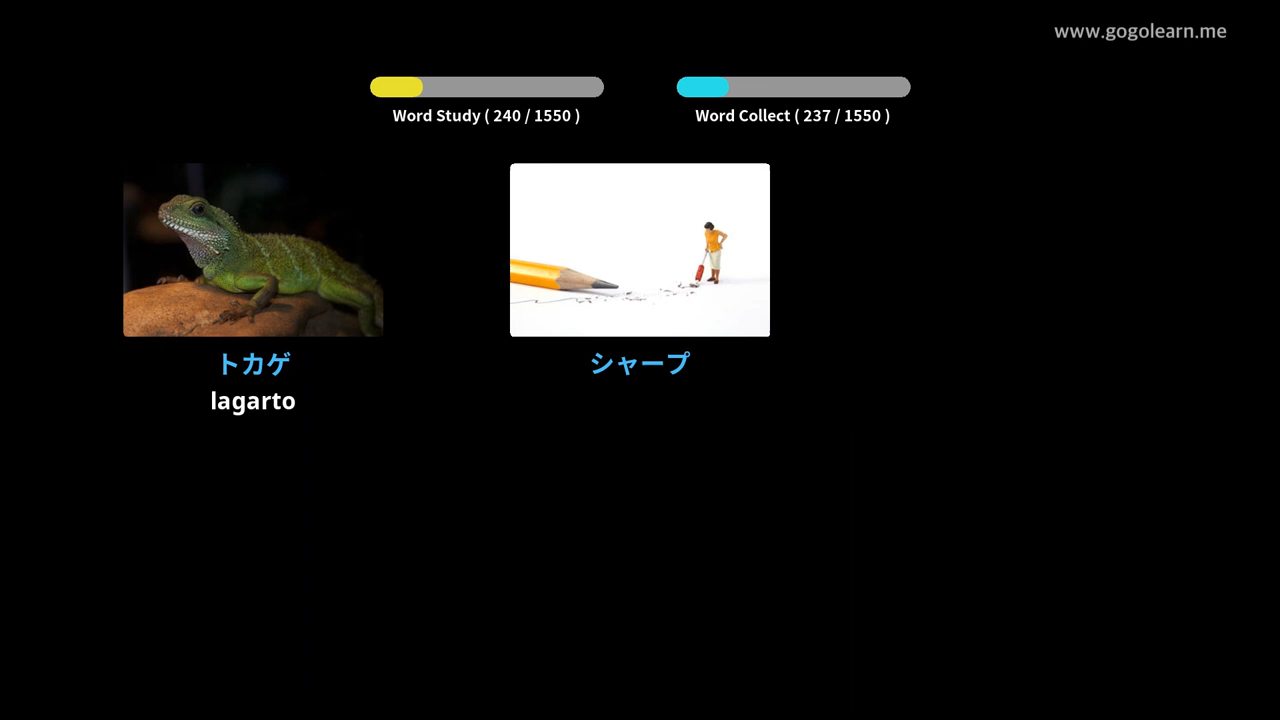 www.gogolearn.me
Word Study ( 240 / 1550 )
Word Collect ( 237 / 1550 )
トカゲ
lagarto
シャープ